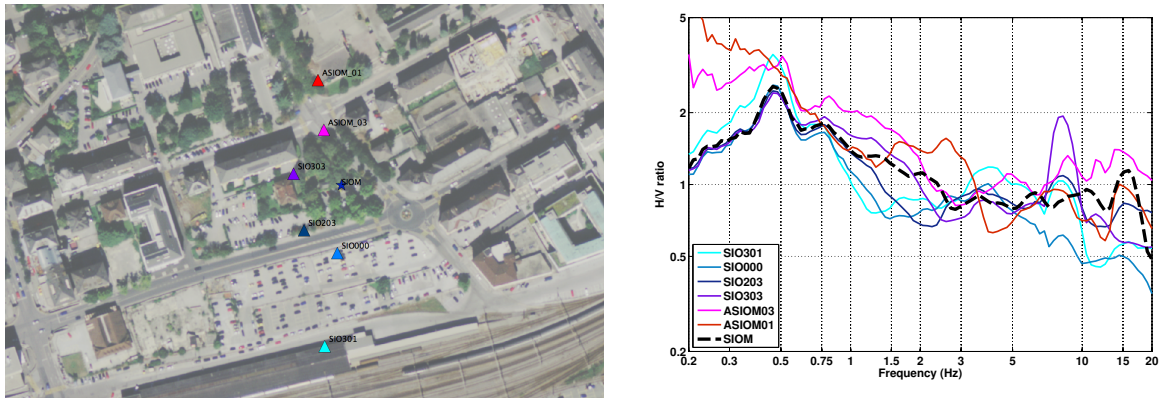 ASIOM_01
ASIOM_03
SIO303
SIOM
SIO203
SIO000
SIO301
5
2
1
0.5
0.2
H/V ratio
SIO301
SIO000
SIO203
SIO303
ASIOM03
ASIOM01
SIOM
0.2 0.3 0.5 0.75 1 1.5 2 3 5 10 15 20
Frequency (Hz)